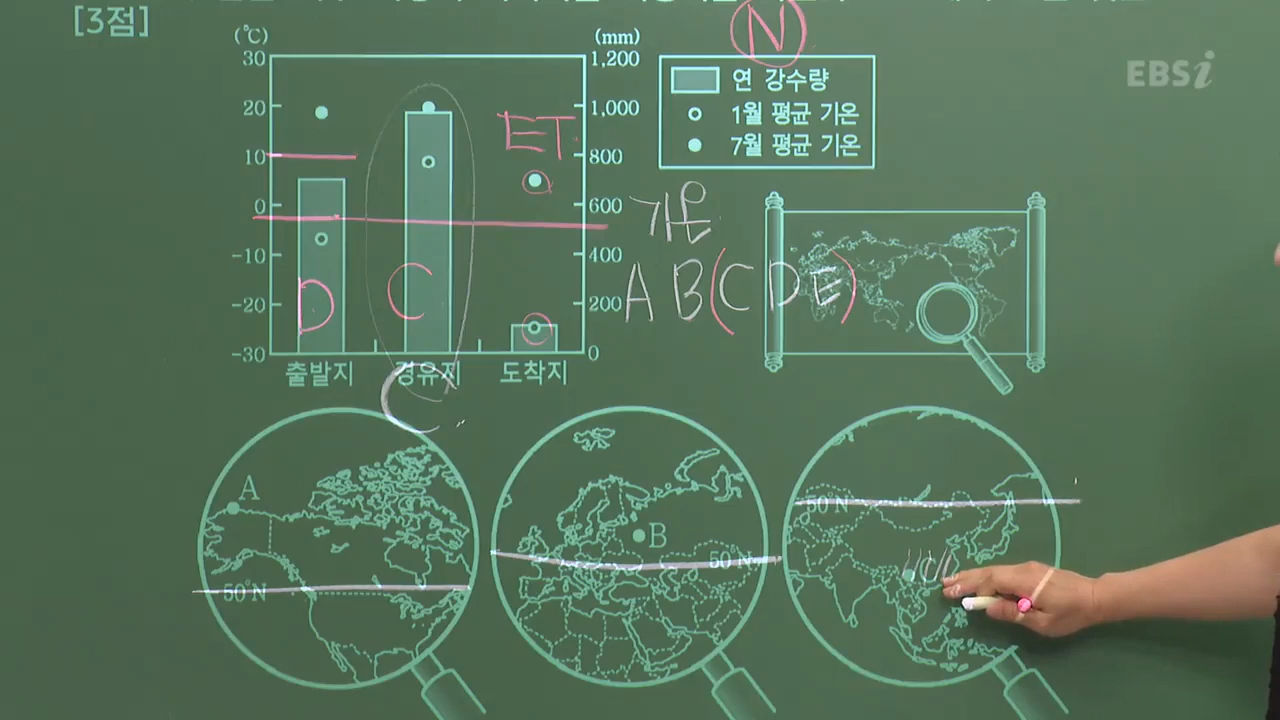 [3점]
EBSi
N
(℃)
(mm)
30
20
10
0
-10
-20
-30
1,200
1,000
800
600
400
200
0
출발지
경유지
도착지
D
C
ET
C
연 강수량
1월 평균 기온
7월 평균 기온
기온
A B (C D E)
A
50°N
B
50°N
50°N